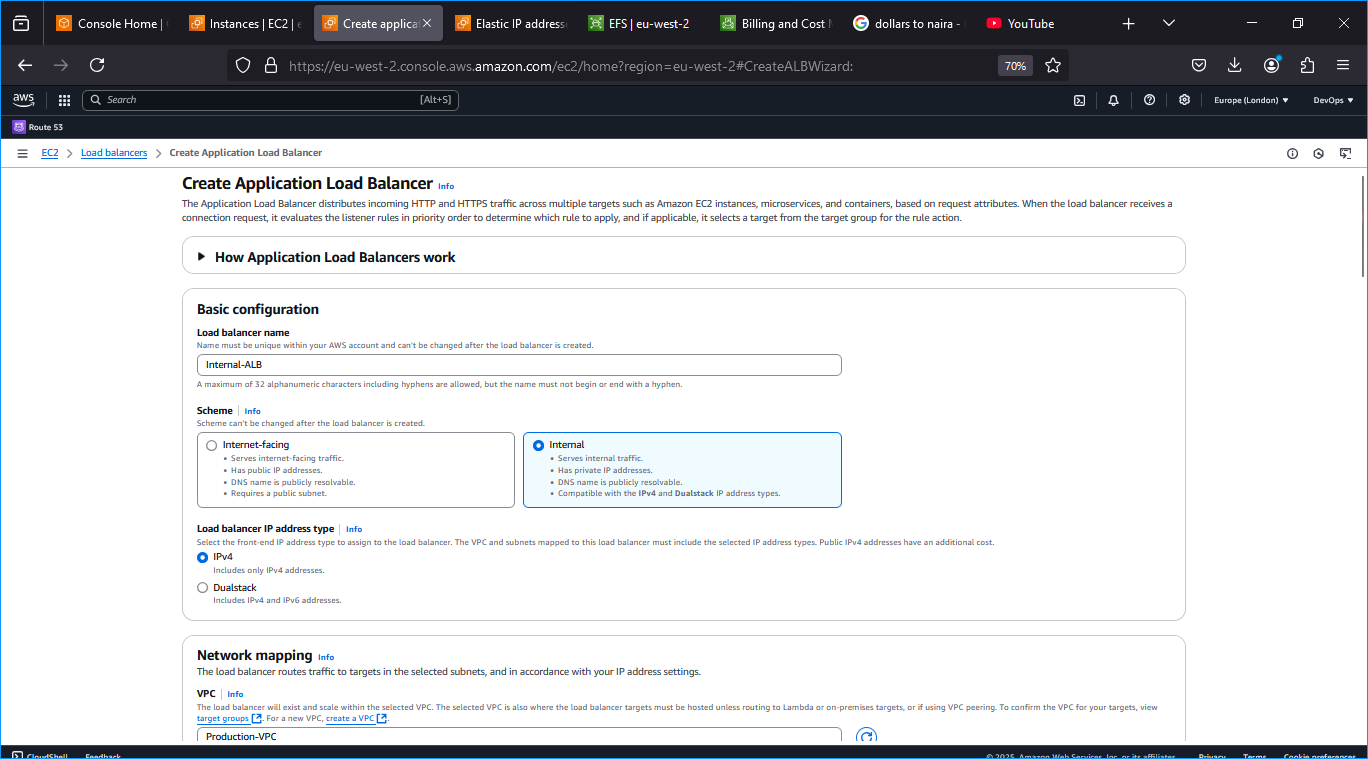 Console Home |
Instances | EC2 | e
Create applica
Elastic IP address
EFS | eu-west-2
Billing and Cost M
dollars to naira -
YouTube
https://eu-west-2.console.aws.amazon.com/ec2/home?region=eu-west-2#CreateALBWizard:
70%
aws
Search
[Alt+S]
Europe (London)
DevOps
Route 53
EC2
Load balancers
Create Application Load Balancer
Create Application Load Balancer Info
The Application Load Balancer distributes incoming HTTP and HTTPS traffic across multiple targets such as Amazon EC2 instances, microservices, and containers, based on request attributes. When the load balancer receives a
connection request, it evaluates the listener rules in priority order to determine which rule to apply, and if applicable, it selects a target from the target group for the rule action.
How Application Load Balancers work
Basic configuration
Load balancer name
Name must be unique within your AWS account and can't be changed after the load balancer is created.
Internal-ALB
A maximum of 32 alphanumeric characters including hyphens are allowed, but the name must not begin or end with a hyphen.
Scheme Info
Scheme can't be changed after the load balancer is created.
Internet-facing
• Serves internet-facing traffic.
• Has public IP addresses.
• DNS name is publicly resolvable.
• Requires a public subnet.
Internal
• Serves internal traffic.
• Has private IP addresses.
• DNS name is publicly resolvable.
• Compatible with the IPv4 and Dualstack IP address types.
Load balancer IP address type Info
Select the front-end IP address type to assign to the load balancer. The VPC and subnets mapped to this load balancer must include the selected IP address types. Public IPv4 addresses have an additional cost.
IPv4
Includes only IPv4 addresses.
Dualstack
Includes IPv4 and IPv6 addresses.
Network mapping Info
The load balancer routes traffic to targets in the selected subnets, and in accordance with your IP address settings.
VPC Info
The load balancer will exist and scale within the selected VPC. The selected VPC is also where the load balancer targets must be hosted unless routing to Lambda or on-premises targets, or if using VPC peering. To confirm the VPC for your targets, view
target groups. For a new VPC, create a VPC.
Production-VPC
CloudShell
Feedback
© 2025, Amazon Web Services, Inc. or its affiliates.
Privacy
Terms
Cookie preferences